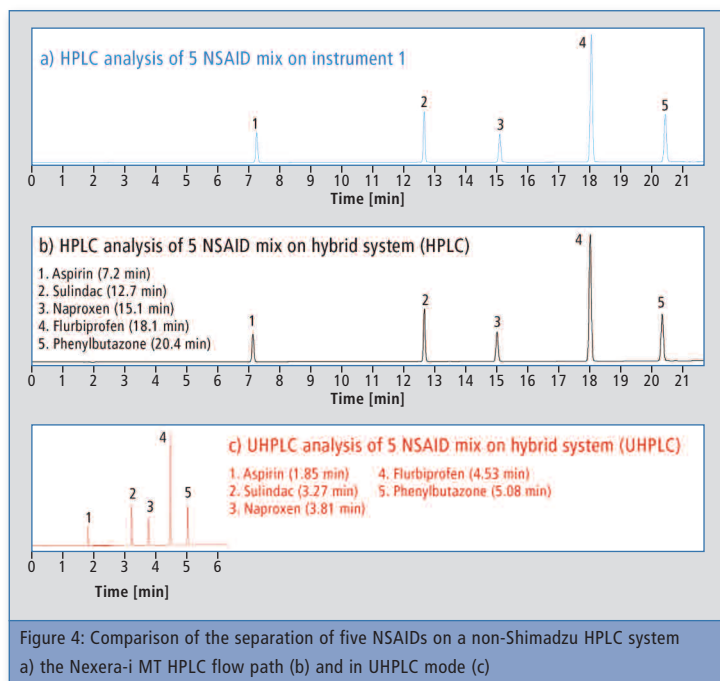 a) HPLC analysis of 5 NSAID mix on instrument 1
1
2
3
4
5
0 1 2 3 4 5 6 7 8 9 10 11 12 13 14 15 16 17 18 19 20 21
Time [min]
b) HPLC analysis of 5 NSAID mix on hybrid system (HPLC)
1. Aspirin (7.2 min)
2. Sulindac (12.7 min)
3. Naproxen (15.1 min)
4. Flurbiprofen (18.1 min)
5. Phenylbutazone (20.4 min)
1
2
3
4
5
0 1 2 3 4 5 6 7 8 9 10 11 12 13 14 15 16 17 18 19 20 21
Time [min]
c) UHPLC analysis of 5 NSAID mix on hybrid system (UHPLC)
1. Aspirin (1.85 min) 4. Flurbiprofen (4.53 min)
2. Sulindac (3.27 min) 5. Phenylbutazone (5.08 min)
3. Naproxen (3.81 min)
1
2
3
4
5
0 1 2 3 4 5 6
Time [min]
Figure 4: Comparison of the separation of five NSAIDs on a non-Shimadzu HPLC system
a) the Nexera-i MT HPLC flow path (b) and in UHPLC mode (c)